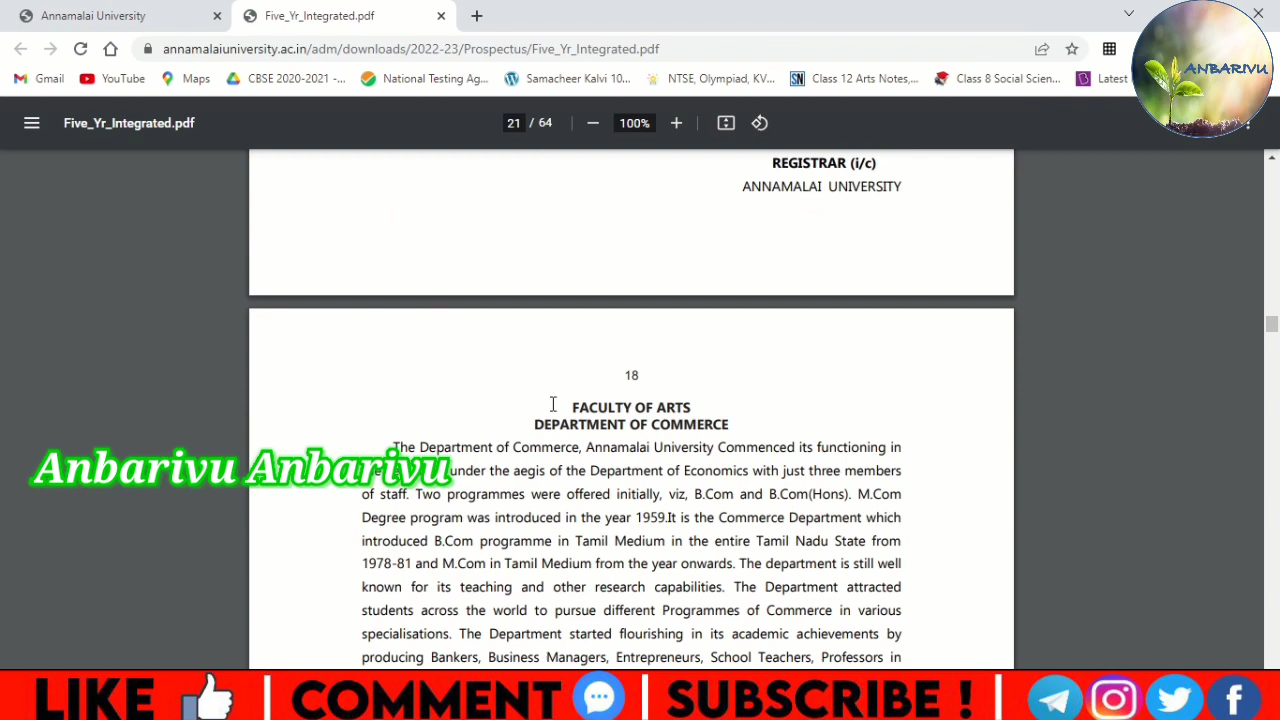 Annamalai University
Five_Yr_Integrated.pdf
annamalaiuniversity.ac.in/adm/downloads/2022-23/Prospectus/Five_Yr_Integrated.pdf
Gmail YouTube Maps CBSE 2020-2021 -... National Testing Ag... Samacheer Kalvi 10... NTSE, Olympiad, KV... SN Class 12 Arts Notes,... Class 8 Social Scien... Latest
ANBARIVU
Five_Yr_Integrated.pdf
21 / 64
100%
REGISTRAR (i/c)
ANNAMALAI UNIVERSITY
18
FACULTY OF ARTS
DEPARTMENT OF COMMERCE
The Department of Commerce, Annamalai University Commenced its functioning in
under the aegis of the Department of Economics with just three members
of staff. Two programmes were offered initially, viz, B.Com and B.Com(Hons). M.Com
Degree program was introduced in the year 1959.It is the Commerce Department which
introduced B.Com programme in Tamil Medium in the entire Tamil Nadu State from
1978-81 and M.Com in Tamil Medium from the year onwards. The department is still well
known for its teaching and other research capabilities. The Department attracted
students across the world to pursue different Programmes of Commerce in various
specialisations. The Department started flourishing in its academic achievements by
producing Bankers, Business Managers, Entrepreneurs, School Teachers, Professors in
Anbarivu Anbarivu
LIKE | COMMENT | SUBSCRIBE ! |